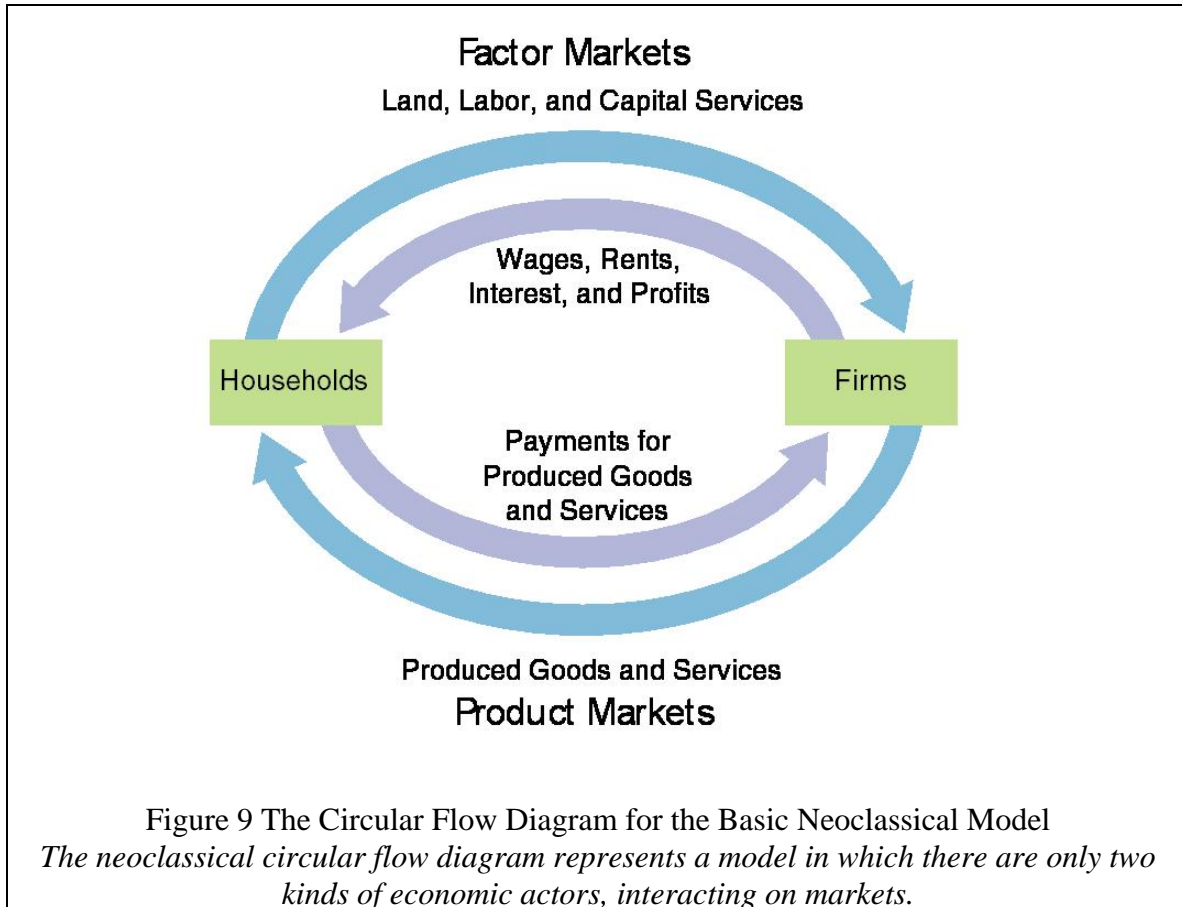 Factor Markets
Land, Labor, and Capital Services
Wages, Rents,
Interest, and Profits
Households
Firms
Payments for
Produced Goods
and Services
Produced Goods and Services
Product Markets
Figure 9 The Circular Flow Diagram for the Basic Neoclassical Model
The neoclassical circular flow diagram represents a model in which there are only two
kinds of economic actors, interacting on markets.